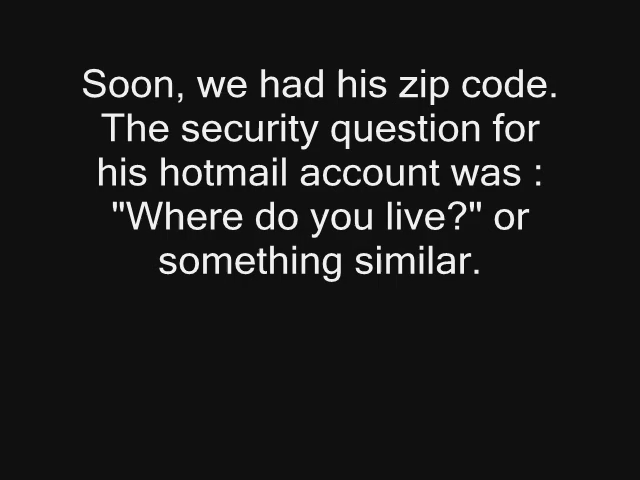 Soon, we had his zip code.
The security question for
his hotmail account was :
"Where do you live?" or
something similar.